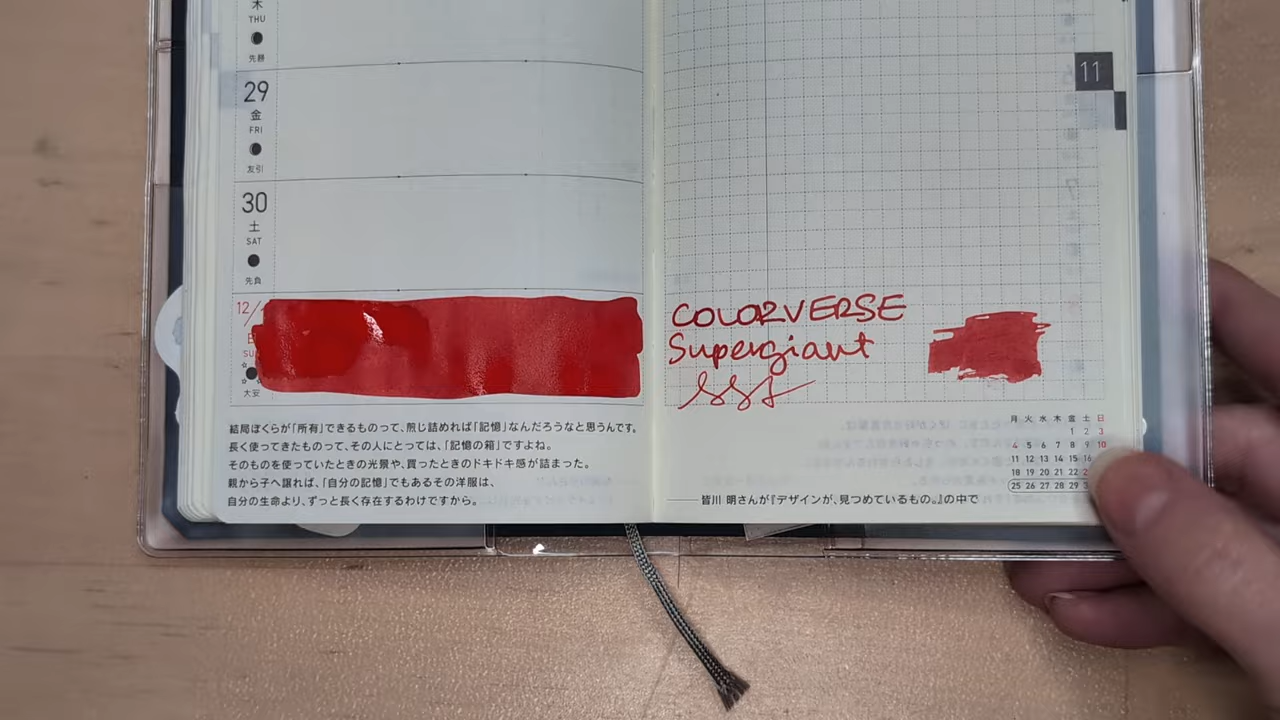 木
THU
先勝
29
金
FRI
友引
30
土
SAT
先負
12/
SU
大安
結局ぼくらが「所有」できるものって、煎じ詰めれば「記憶」なんだろうなと思うんです。
長く使ってきたものって、その人にとっては、「記憶の箱」ですよね。
そのものを使っていたときの光景や、買ったときのドキドキ感が詰まった。
親から子へ譲れば、「自分の記憶」でもあるその洋服は、
自分の生命より、ずっと長く存在するわけですから。
11
COLORVERSE
Supergiant
月 火 水 木 金 土 日
1 2 3
4 5 6 7 8 9 10
11 12 13 14 15 16
18 19 20 21 22 2
25 26 27 28 29 3
皆川 明さんが『デザインが、見つめているもの。』の中で